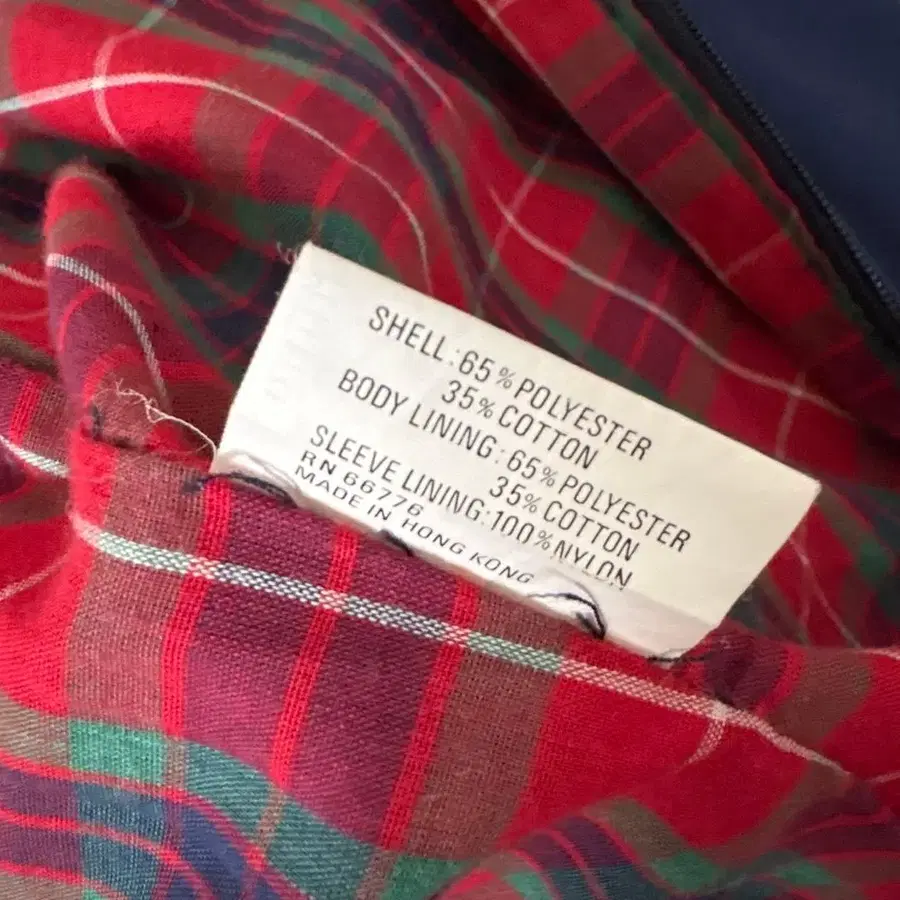 SHELL: 65% POLYESTER
35% COTTON
BODY LINING: 65% POLYESTER
35% COTTON
SLEEVE LINING: 100% NYLON
RN 66776
MADE IN HONG KONG